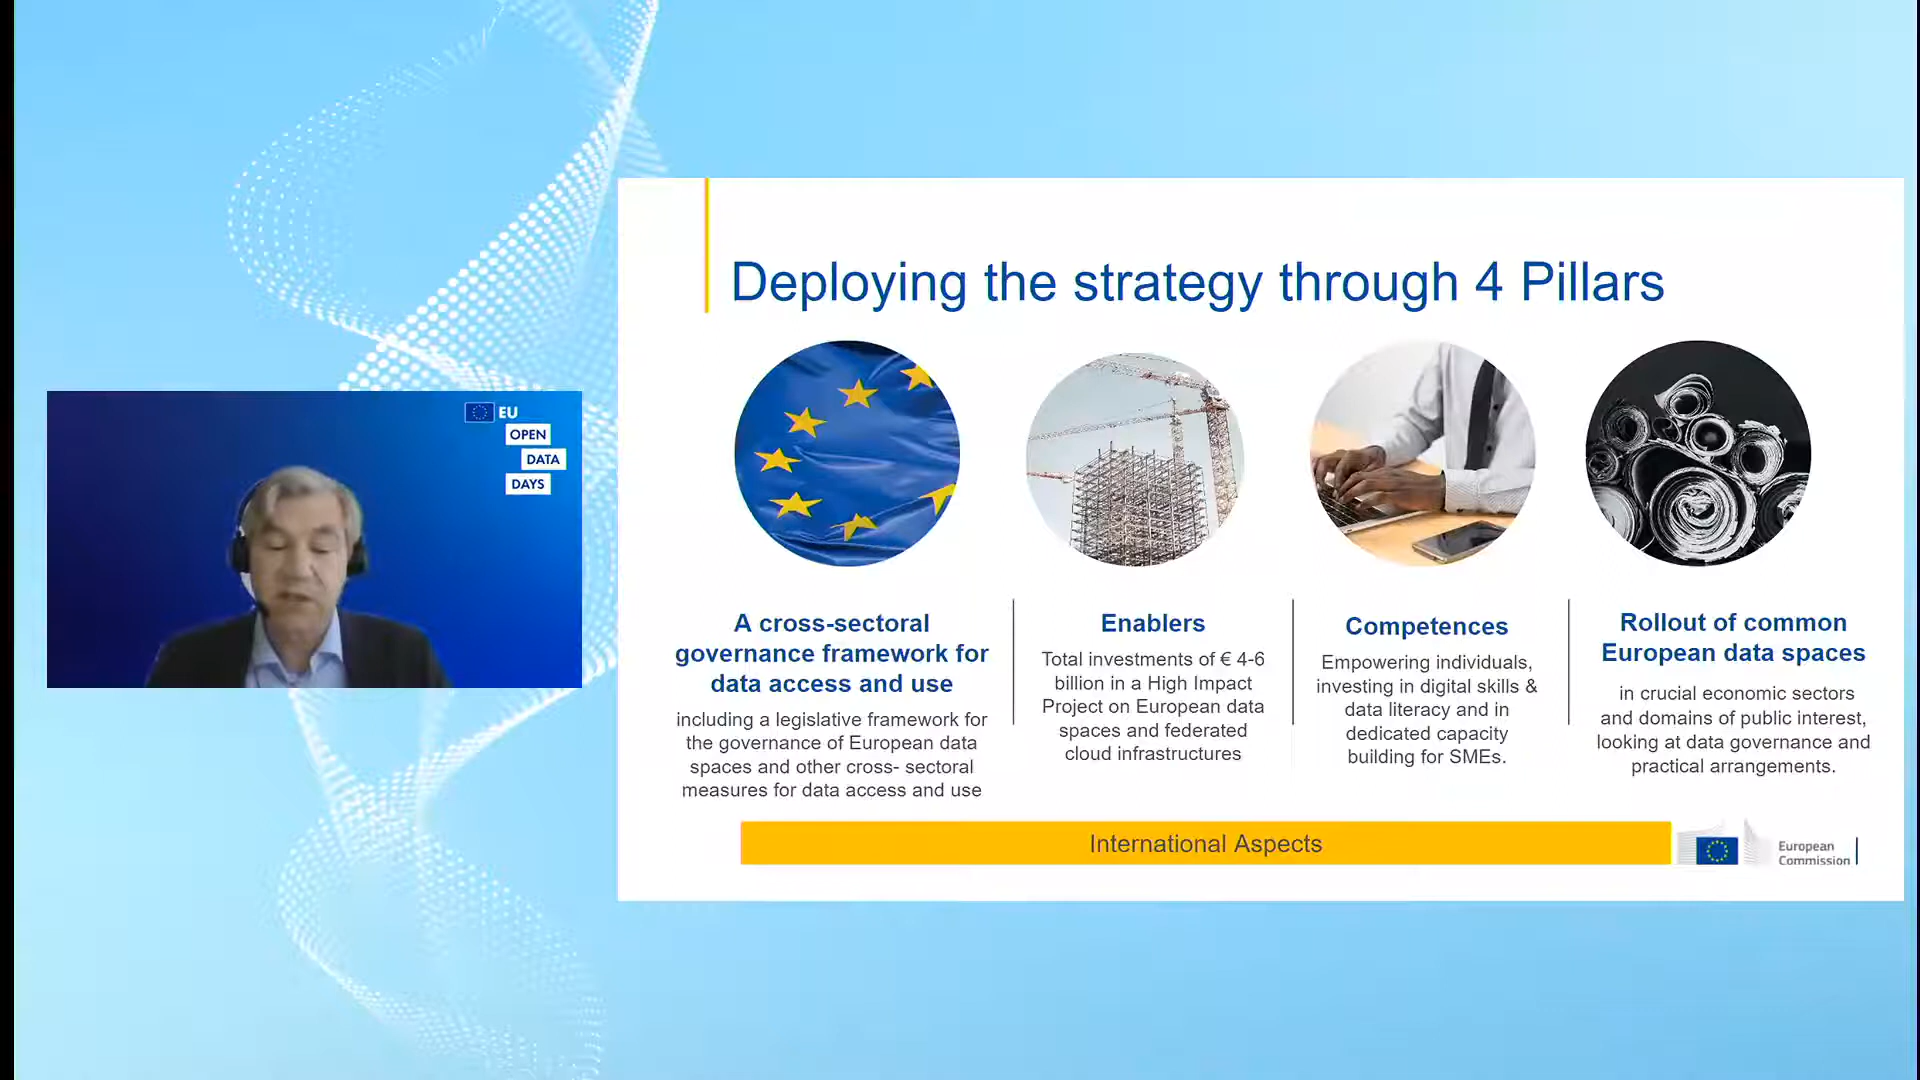 EU
OPEN
DATA
DAYS
Deploying the strategy through 4 Pillars
A cross-sectoral
governance framework for
data access and use
including a legislative framework for
the governance of European data
spaces and other cross- sectoral
measures for data access and use
Enablers
Total investments of € 4-6
billion in a High Impact
Project on European data
spaces and federated
cloud infrastructures
Competences
Empowering individuals,
investing in digital skills &
data literacy and in
dedicated capacity
building for SMEs.
Rollout of common
European data spaces
in crucial economic sectors
and domains of public interest,
looking at data governance and
practical arrangements.
International Aspects
European
Commission